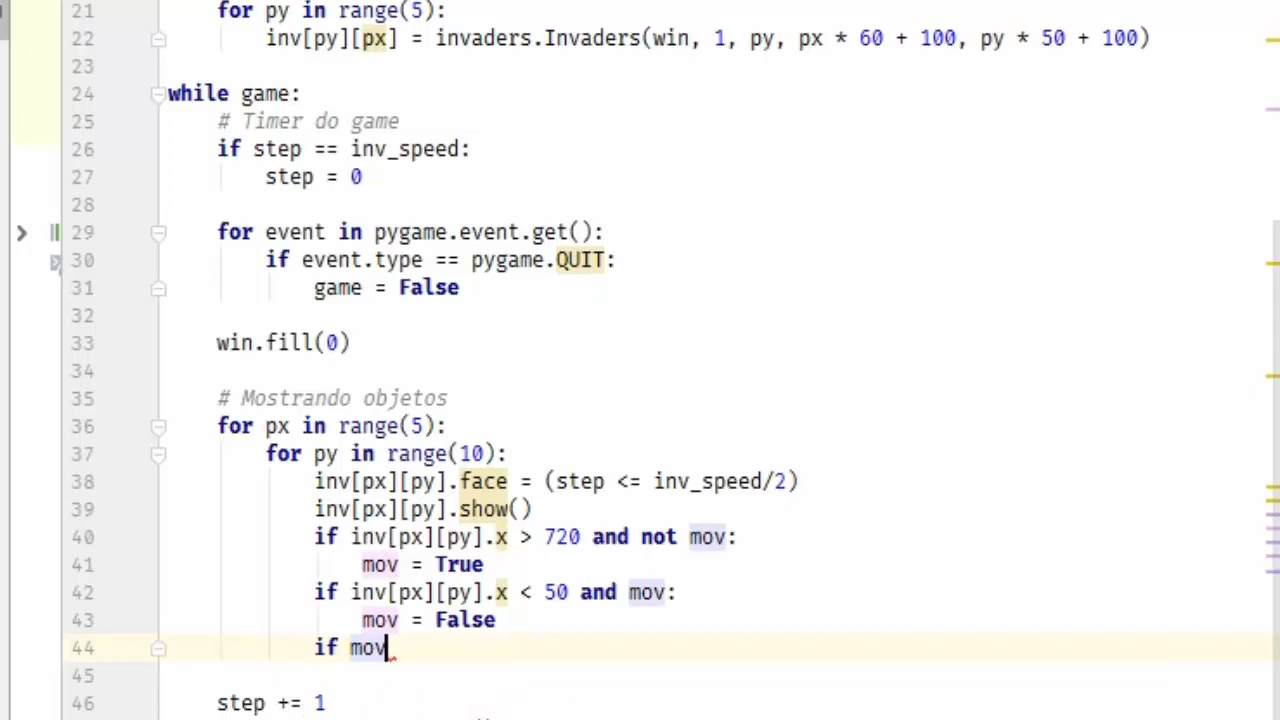 21 for py in range(5):
22 inv[py][px] = invaders.Invaders(win, 1, py, px * 60 + 100, py * 50 + 100)
23
24 while game:
25 # Timer do game
26 if step == inv_speed:
27 step = 0
28
29 for event in pygame.event.get():
30 if event.type == pygame.QUIT:
31 game = False
32
33 win.fill(0)
34
35 # Mostrando objetos
36 for px in range(5):
37 for py in range(10):
38 inv[px][py].face = (step <= inv_speed/2)
39 inv[px][py].show()
40 if inv[px][py].x > 720 and not mov:
41 mov = True
42 if inv[px][py].x < 50 and mov:
43 mov = False
44 if mov
45
46 step += 1